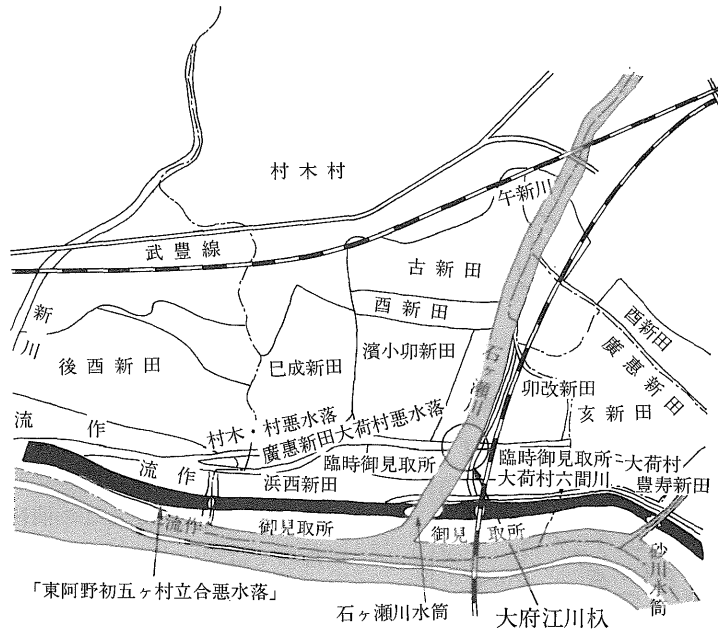 村木村
午新川
武豊線
古新田
酉新田
新川
後酉新田
巳成新田
濱小卯新田
石ヶ瀬川
酉新田
廣恵新田
卯改新田
亥新田
流作
村木・村悪水落
廣恵新田大荷村悪水落
流作
臨時御見取所
浜西新田
臨時御見取所
大荷村六間川
大荷村
豊寿新田
流作
御見取所
御見取所
砂川水筒
「東阿野初五ヶ村立合悪水落」
石ヶ瀬川水筒
大府江川杁